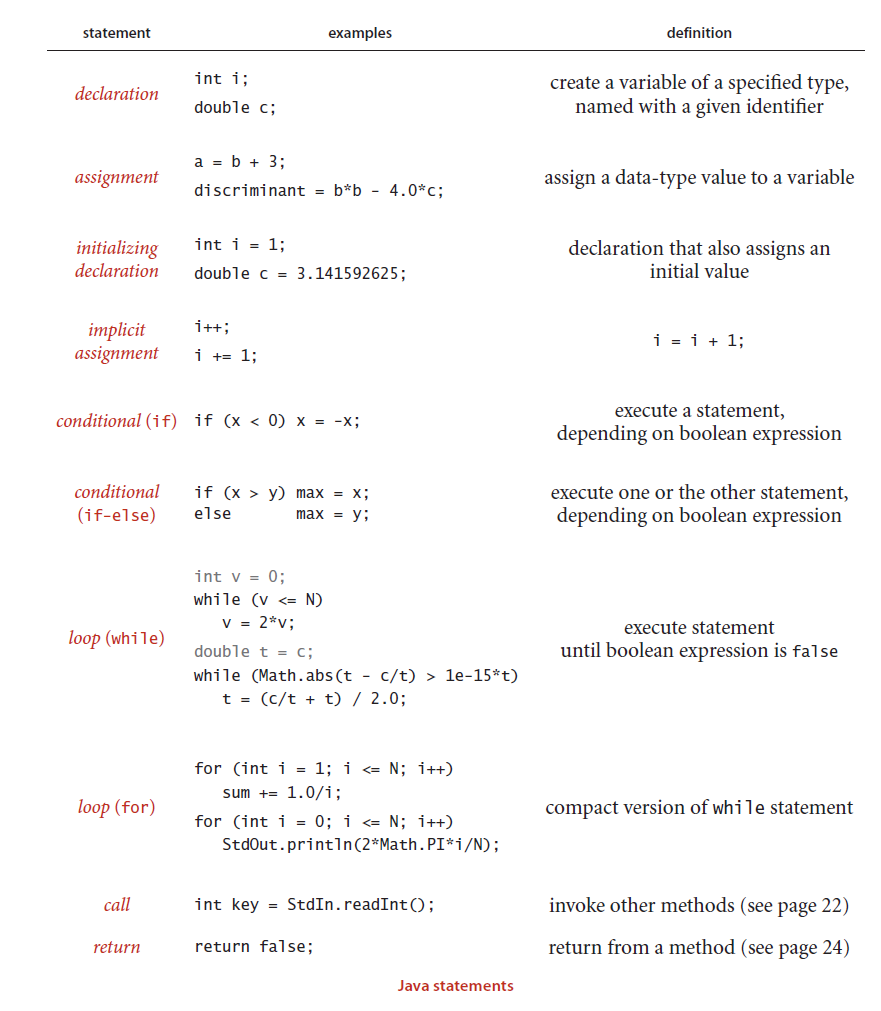 statement examples definition
declaration
int i;
double c;
create a variable of a specified type,
named with a given identifier
assignment
a = b + 3;
discriminant = b*b - 4.0*c;
assign a data-type value to a variable
initializing
declaration
int i = 1;
double c = 3.141592625;
declaration that also assigns an
initial value
implicit
assignment
i++;
i += 1;
i = i + 1;
conditional (if)
if (x < 0) x = -x;
execute a statement,
depending on boolean expression
conditional
(if-else)
if (x > y) max = x;
else       max = y;
execute one or the other statement,
depending on boolean expression
loop (while)
int v = 0;
while (v <= N)
   v = 2*v;
double t = c;
while (Math.abs(t - c/t) > 1e-15*t)
   t = (c/t + t) / 2.0;
execute statement
until boolean expression is false
loop (for)
for (int i = 1; i <= N; i++)
   sum += 1.0/i;
for (int i = 0; i <= N; i++)
   StdOut.println(2*Math.PI*i/N);
compact version of while statement
call
int key = StdIn.readInt();
invoke other methods (see page 22)
return
return false;
return from a method (see page 24)
Java statements